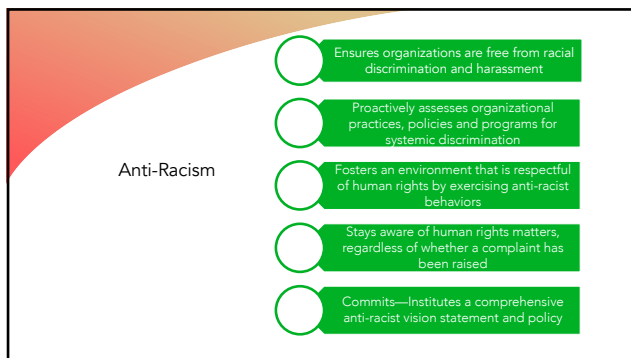 Anti-Racism
Ensures organizations are free from racial
discrimination and harassment
Proactively assesses organizational
practices, policies and programs for
systemic discrimination
Fosters an environment that is respectful
of human rights by exercising anti-racist
behaviors
Stays aware of human rights matters,
regardless of whether a complaint has
been raised
Commits—Institutes a comprehensive
anti-racist vision statement and policy